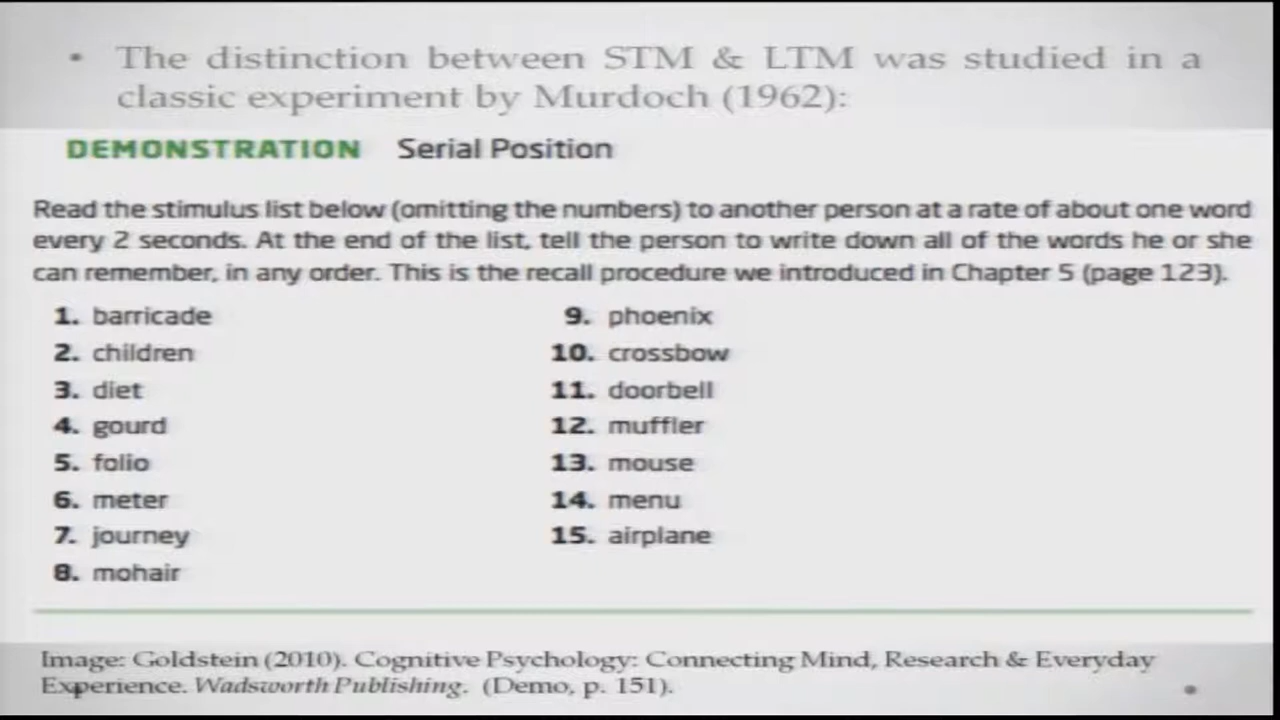 • The distinction between STM & LTM was studied in a
classic experiment by Murdoch (1962):
DEMONSTRATION Serial Position
Read the stimulus list below (omitting the numbers) to another person at a rate of about one word
every 2 seconds. At the end of the list, tell the person to write down all of the words he or she
can remember, in any order. This is the recall procedure we introduced in Chapter 5 (page 123).
1. barricade
2. children
3. diet
4. gourd
5. folio
6. meter
7. journey
8. mohair
9. phoenix
10. crossbow
11. doorbell
12. muffler
13. mouse
14. menu
15. airplane
Image: Goldstein (2010). Cognitive Psychology: Connecting Mind, Research & Everyday
Experience. Wadsworth Publishing. (Demo, p. 151).